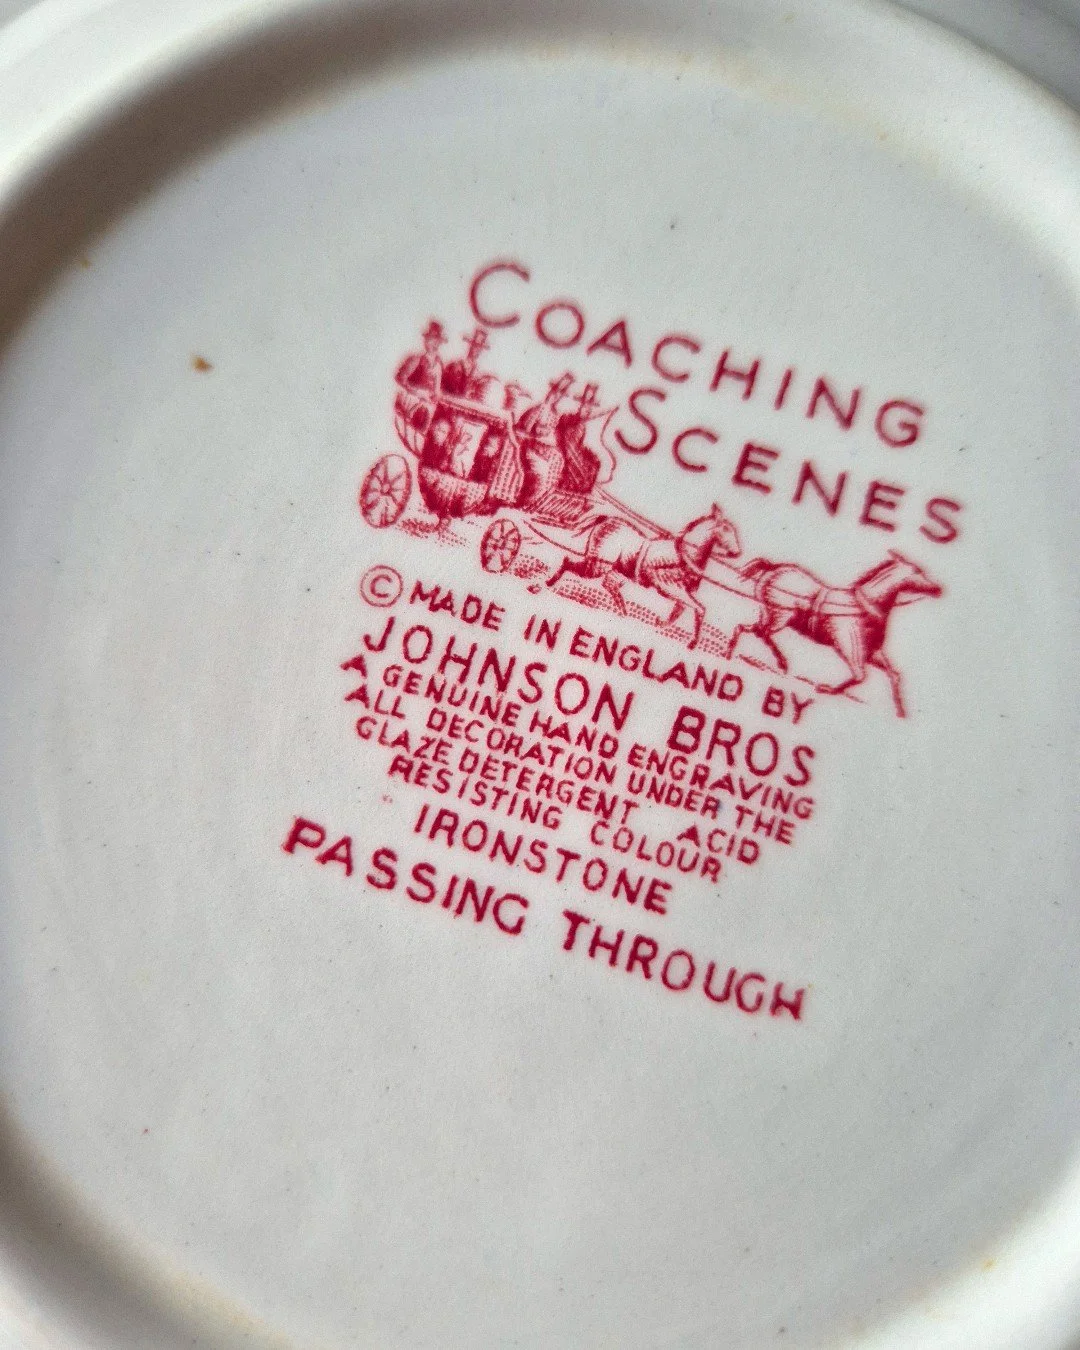 COACHING
SCENES
© MADE IN ENGLAND BY
JOHNSON BROS
A GENUINE HAND ENGRAVING
ALL DECORATION UNDER THE
GLAZE DETERGENT ACID
RESISTING COLOUR
IRONSTONE
PASSING THROUGH